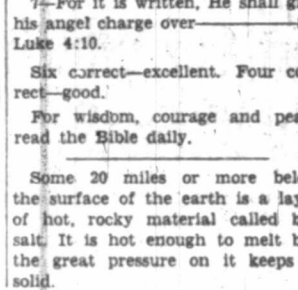 7—For it is written, He shall gi
his angel charge over
Luke 4:10.
Six correct—excellent. Four co
rect—good.
For wisdom, courage and pea
read the Bible daily.
Some 20 miles or more bel
the surface of the earth is a lay
of hot, rocky material called b
salt. It is hot enough to melt b
the great pressure on it keeps
solid.